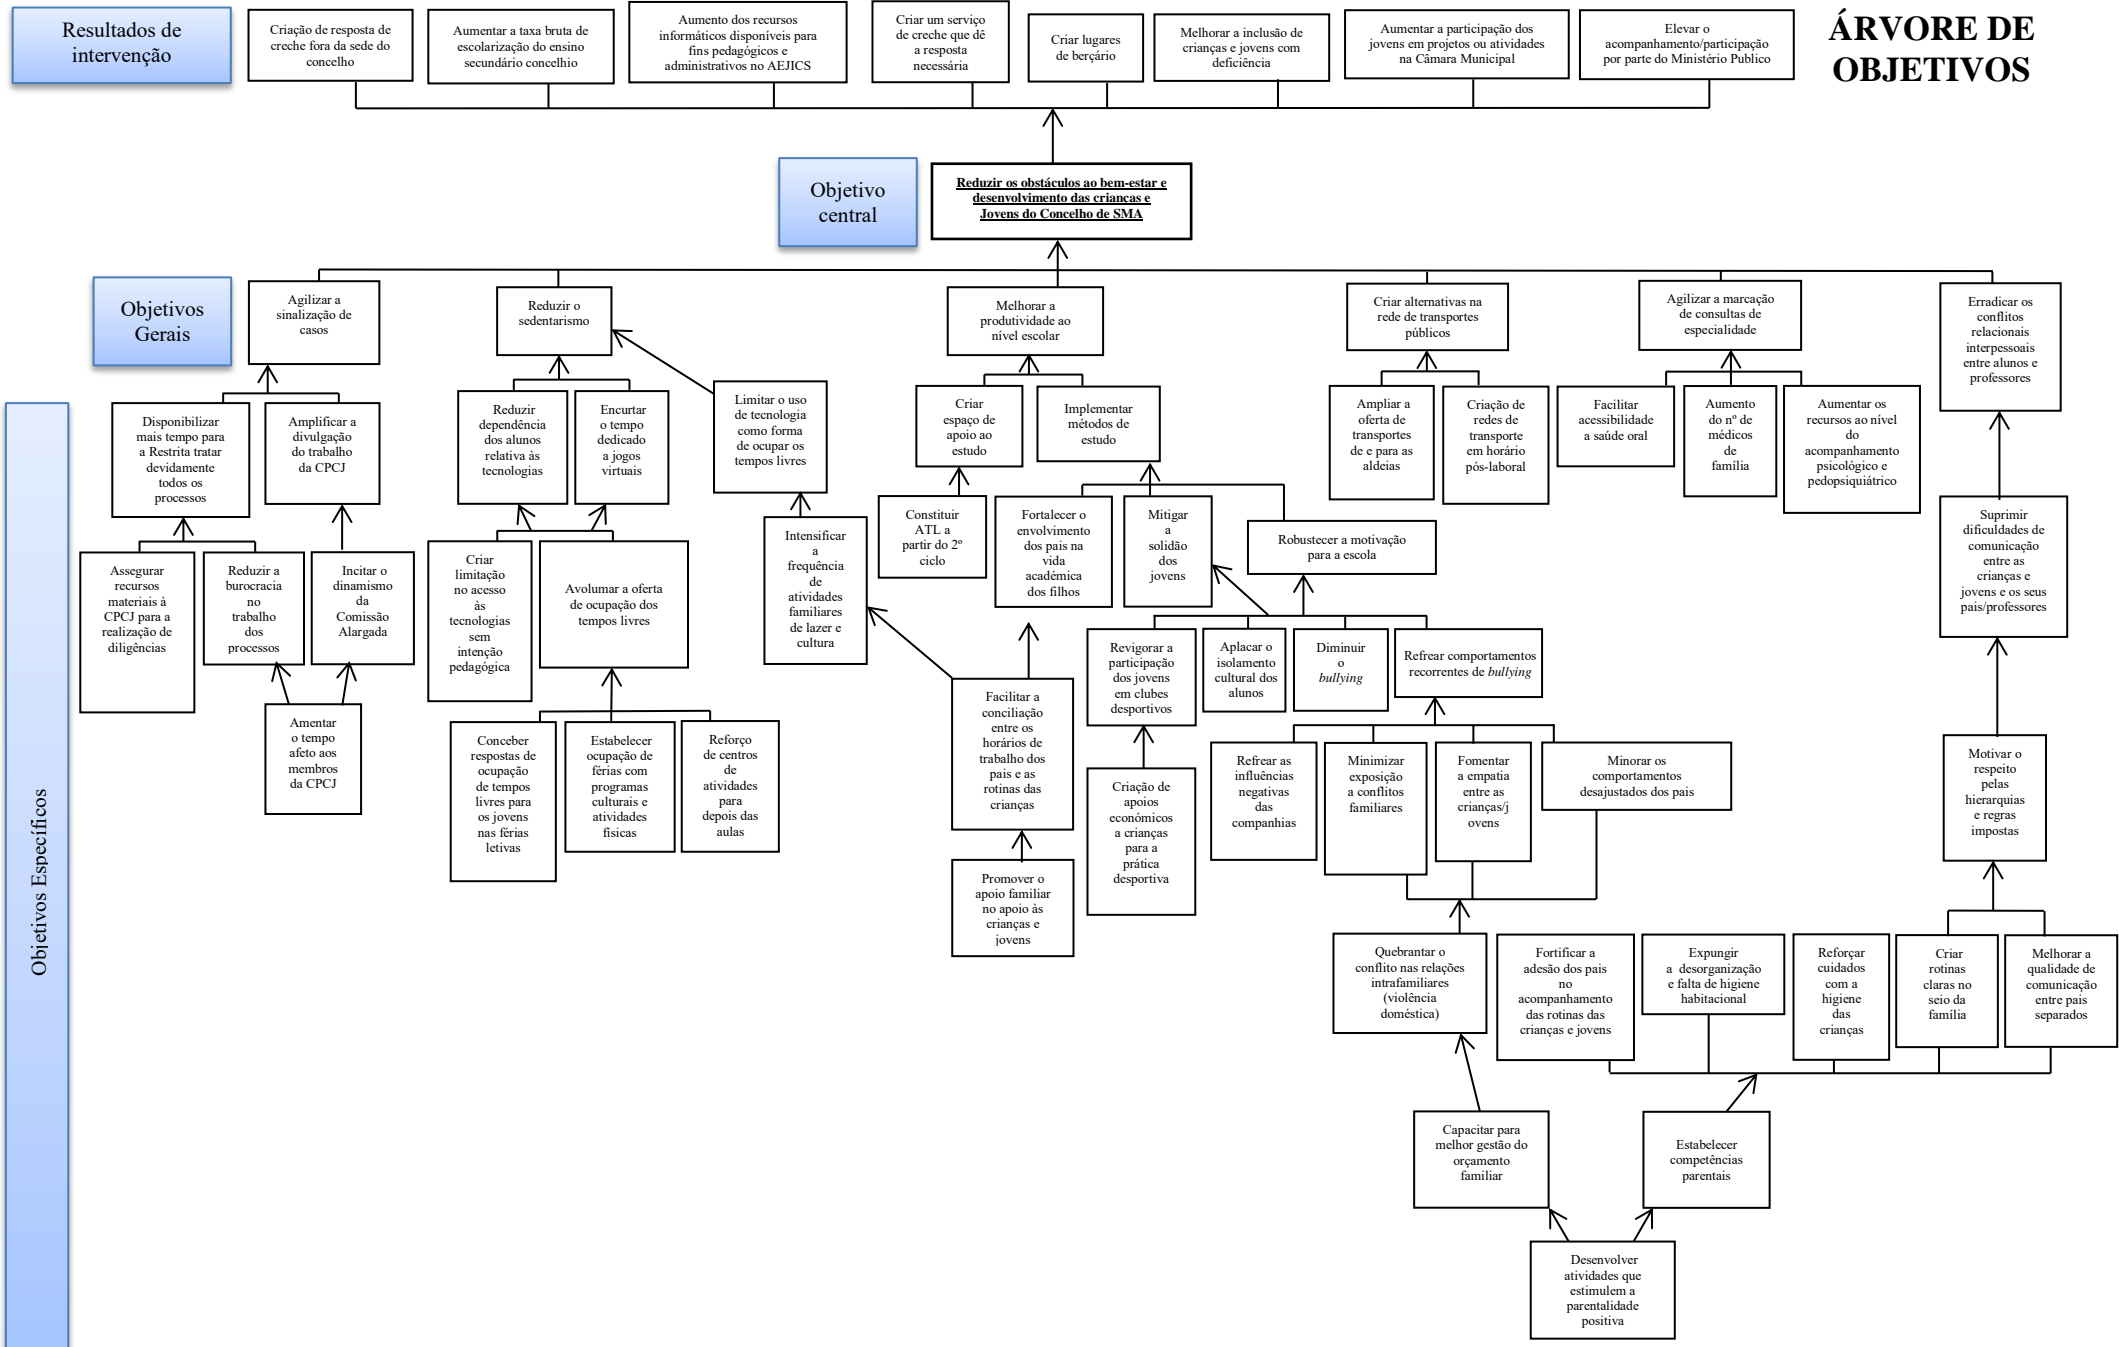 Resultados de
intervenção
Criação de resposta de
creche fora da sede do
concelho
Aumentar a taxa bruta de
escolarização do ensino
secundário concelhio
Aumento dos recursos
informáticos disponíveis para
fins pedagógicos e
administrativos no AEJICS
Criar um serviço
de creche que dê
a resposta
necessária
Criar lugares
de berçário
Melhorar a inclusão de
crianças e jovens com
deficiência
Aumentar a participação dos
jovens em projetos ou atividades
na Câmara Municipal
Elevar o
acompanhamento/participação
por parte do Ministério Publico
ÁRVORE DE
OBJETIVOS
Objetivo
central
Reduzir os obstáculos ao bem-estar e
desenvolvimento das crianças e
Jovens do Concelho de SMA
Objetivos
Gerais
Agilizar a
sinalização de
casos
Reduzir o
sedentarismo
Melhorar a
produtividade ao
nível escolar
Criar alternativas na
rede de transportes
públicos
Agilizar a marcação
de consultas de
especialidade
Erradicar os
conflitos
relacionais
interpessoais
entre alunos e
professores
Objetivos Específicos
Disponibilizar
mais tempo para
a Restrita tratar
devidamente
todos os
processos
Amplificar a
divulgação
do trabalho
da CPCJ
Reduzir
dependência
dos alunos
relativa às
tecnologias
Encurtar
o tempo
dedicado
a jogos
virtuais
Limitar o uso
de tecnologia
como forma
de ocupar os
tempos livres
Criar
espaço de
apoio ao
estudo
Implementar
métodos de
estudo
Ampliar a
oferta de
transportes
de e para as
aldeias
Criação de
redes de
transporte
em horário
pós-laboral
Facilitar
acessibilidade
a saúde oral
Aumento
do nº de
médicos
de
família
Aumentar os
recursos ao nível
do
acompanhamento
psicológico e
pedopsiquiátrico
Assegurar
recursos
materiais à
CPCJ para a
realização de
diligências
Reduzir a
burocracia
no
trabalho
dos
processos
Incitar o
dinamismo
da
Comissão
Alargada
Criar
limitação
no acesso
às
tecnologias
sem
intenção
pedagógica
Avolumar a oferta
de ocupação dos
tempos livres
Intensificar
a
frequência
de
atividades
familiares
de lazer e
cultura
Constituir
ATL a
partir do 2º
ciclo
Fortalecer o
envolvimento
dos pais na
vida
académica
dos filhos
Mitigar
a
solidão
dos
jovens
Robustecer a motivação
para a escola
Suprimir
dificuldades de
comunicação
entre as
crianças e
jovens e os seus
pais/professores
Revigorar a
participação
dos jovens
em clubes
desportivos
Aplacar o
isolamento
cultural dos
alunos
Diminuir
o
bullying
Refrear comportamentos
recorrentes de bullying
Amentar
o tempo
afeto aos
membros
da CPCJ
Conceber
respostas de
ocupação
de tempos
livres para
os jovens
nas férias
letivas
Estabelecer
ocupação de
férias com
programas
culturais e
atividades
físicas
Reforço
de centros
de
atividades
para
depois das
aulas
Facilitar a
conciliação
entre os
horários de
trabalho dos
pais e as
rotinas das
crianças
Criação de
apoios
económicos
a crianças
para a
prática
desportiva
Refrear as
influências
negativas
das
companhias
Minimizar
exposição
a conflitos
familiares
Fomentar
a empatia
entre as
crianças/j
ovens
Minorar os
comportamentos
desajustados dos pais
Motivar o
respeito
pelas
hierarquias
e regras
impostas
Promover o
apoio familiar
no apoio às
crianças e
jovens
Quebrantar o
conflito nas relações
intrafamiliares
(violência
doméstica)
Fortificar a
adesão dos pais
no
acompanhamento
das rotinas das
crianças e jovens
Expungir
a desorganização
e falta de higiene
habitacional
Reforçar
cuidados
com a
higiene
das
crianças
Criar
rotinas
claras no
seio da
família
Melhorar a
qualidade de
comunicação
entre pais
separados
Capacitar para
melhor gestão do
orçamento
familiar
Estabelecer
competências
parentais
Desenvolver
atividades que
estimulem a
parentalidade
positiva